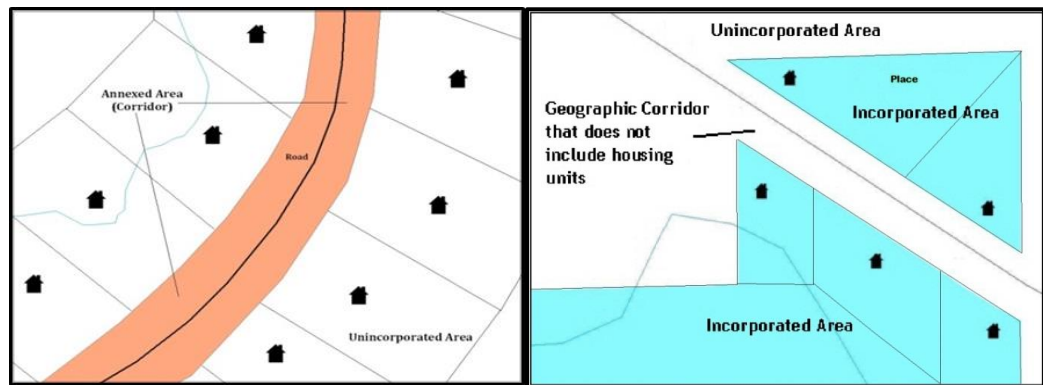 Annexed Area
(Corridor)
Road
Unincorporated Area
Unincorporated Area
Place
Incorporated Area
Geographic Corridor
that does not
include housing
units
Incorporated Area